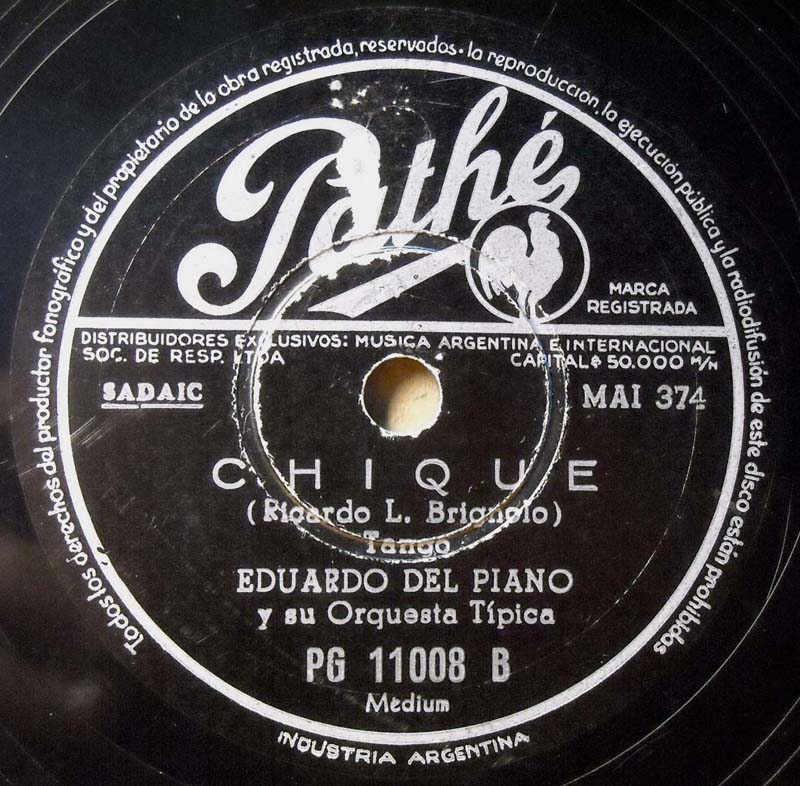 Todos los derechos del productor fonográfico y del propietario de la obra registrada, reservados • la reproducción, la ejecución pública y la radiodifusión de este disco están prohibidas
Pathé
MARCA
REGISTRADA
DISTRIBUIDORES EXCLUSIVOS: MUSICA ARGENTINA E INTERNACIONAL
SOC. DE RESP. LTDA CAPITAL $ 50.000 M/N
SADAIC MAI 374
CHIQUE
(Ricardo L. Brignolo)
Tango
EDUARDO DEL PIANO
y su Orquesta Típica
PG 11008 B
Medium
INDUSTRIA ARGENTINA